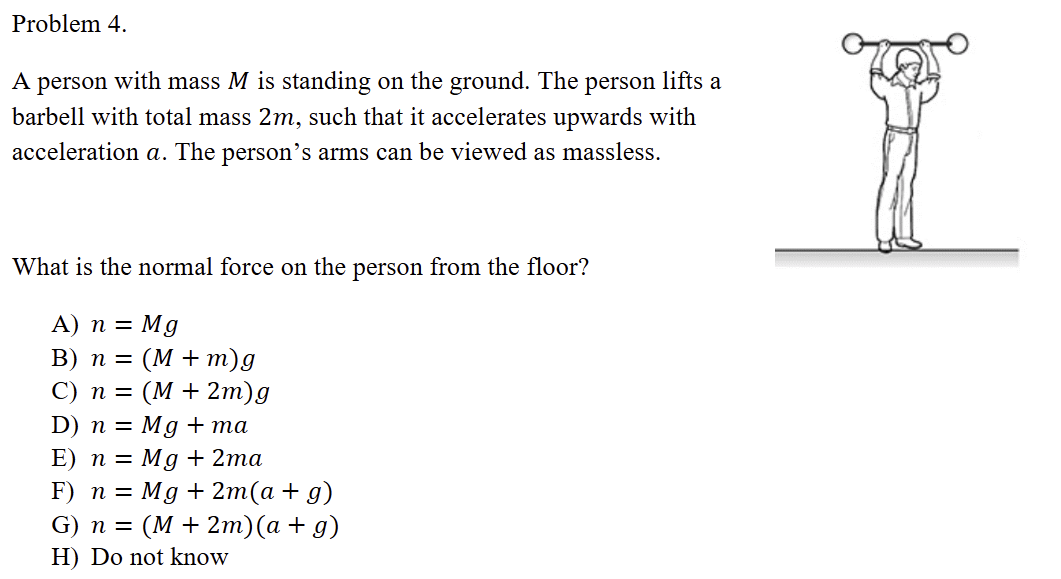 Problem 4.
A person with mass M is standing on the ground. The person lifts a
barbell with total mass 2m, such that it accelerates upwards with
acceleration a. The person's arms can be viewed as massless.
What is the normal force on the person from the floor?
A) n = Mg
B) n = (M + m)g
C) n = (M + 2m)g
D) n = Mg + ma
E) n = Mg + 2ma
F) n = Mg + 2m(a + g)
G) n = (M + 2m)(a + g)
H) Do not know